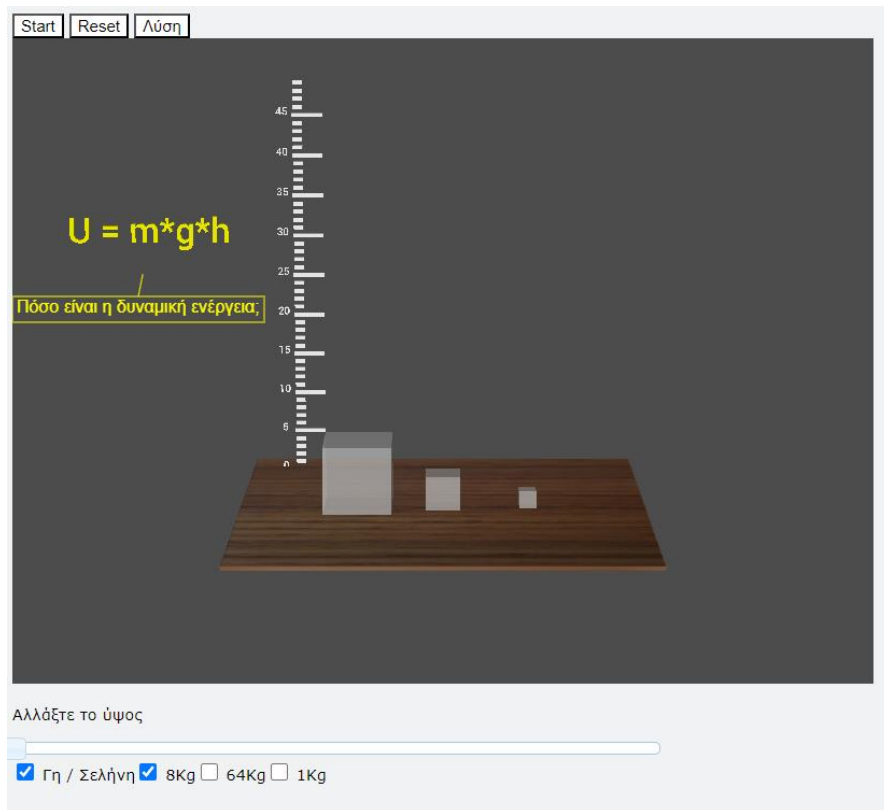 Start Reset Λύση
45
40
35
U = m*g*h
30
25
Πόσο είναι η δυναμική ενέργεια;
20
15
10
5
0
Αλλάξτε το ύψος
Γη / Σελήνη 8Kg 64Kg 1Kg